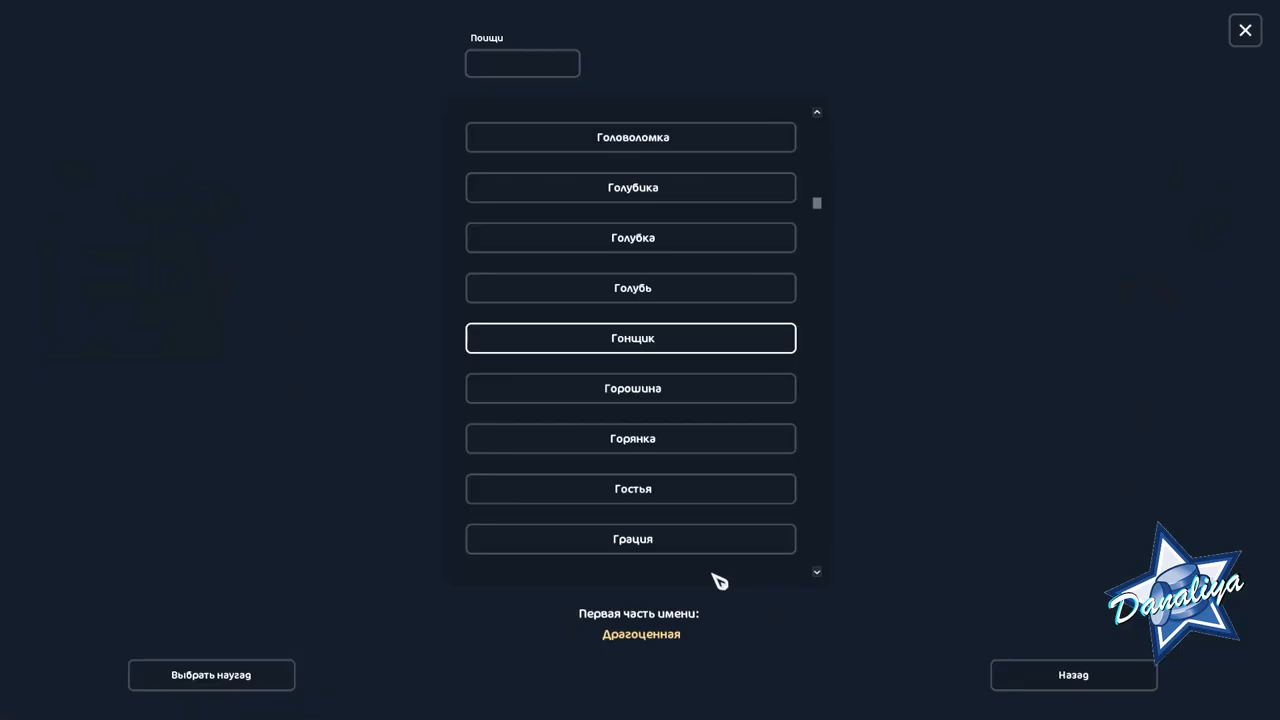 Поищи
Головоломка
Голубика
Голубка
Голубь
Гонщик
Горошина
Горянка
Гостья
Грация
Первая часть имени:
Драгоценная
Выбрать наугад
Назад
Danaliya